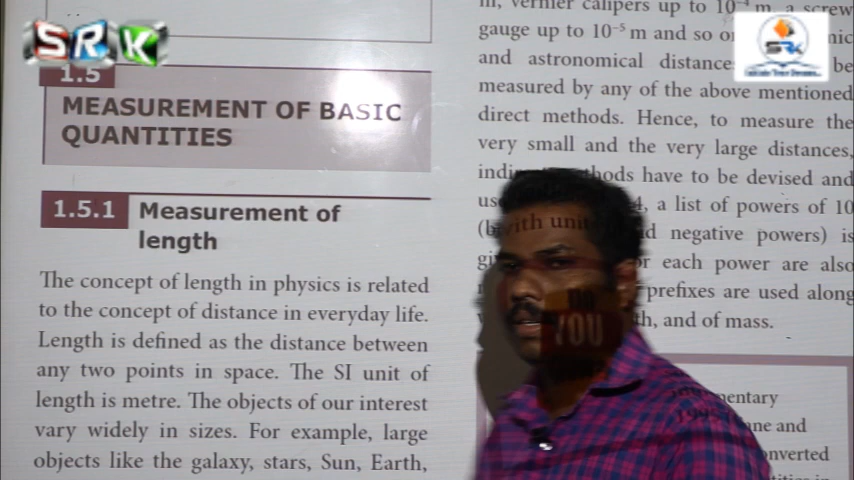 SRK
1.5
MEASUREMENT OF BASIC
QUANTITIES
1.5.1 Measurement of
length
The concept of length in physics is related
to the concept of distance in everyday life.
Length is defined as the distance between
any two points in space. The SI unit of
length is metre. The objects of our interest
vary widely in sizes. For example, large
objects like the galaxy, stars, Sun, Earth,
m, vernier calipers up to 10⁻⁴ m, a screw
gauge up to 10⁻⁵ m and so
and astronomical be
measured by any of the above mentioned
direct methods. Hence, to measure the
very small and the very large distances,
have to be devised and
a list of powers of 10
with negative powers) is
each power are also
prefixes are used along
and of mass.
YOU
and
SRK